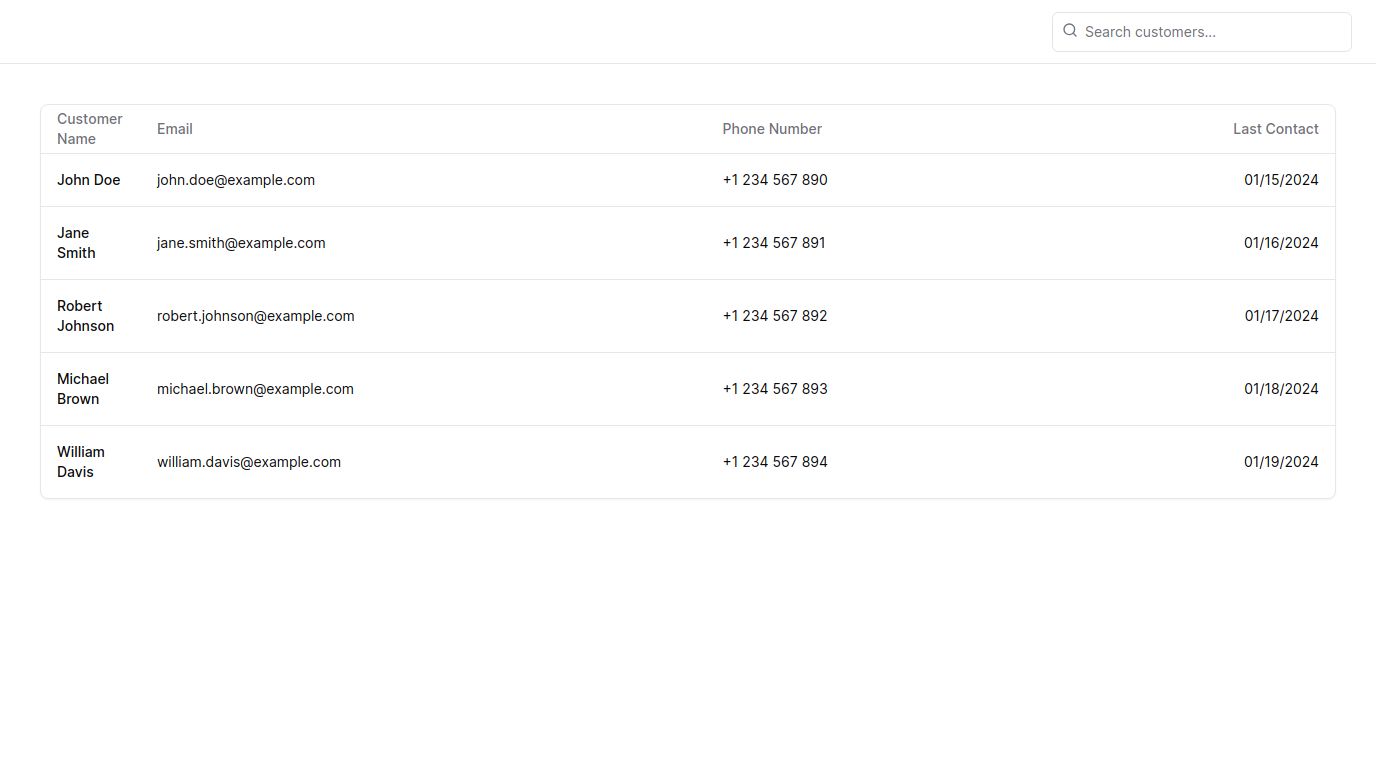 Search customers...
Customer
Name
Email
Phone Number
Last Contact
John Doe
john.doe@example.com
+1 234 567 890
01/15/2024
Jane
Smith
jane.smith@example.com
+1 234 567 891
01/16/2024
Robert
Johnson
robert.johnson@example.com
+1 234 567 892
01/17/2024
Michael
Brown
michael.brown@example.com
+1 234 567 893
01/18/2024
William
Davis
william.davis@example.com
+1 234 567 894
01/19/2024